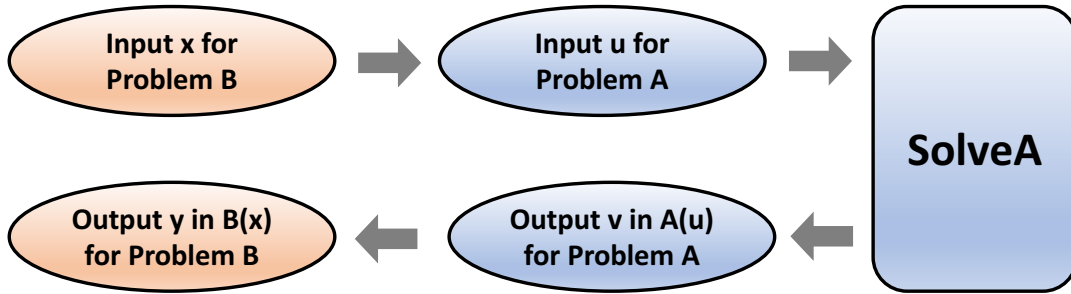 Input x for
Problem B
Input u for
Problem A
SolveA
Output y in B(x)
for Problem B
Output v in A(u)
for Problem A